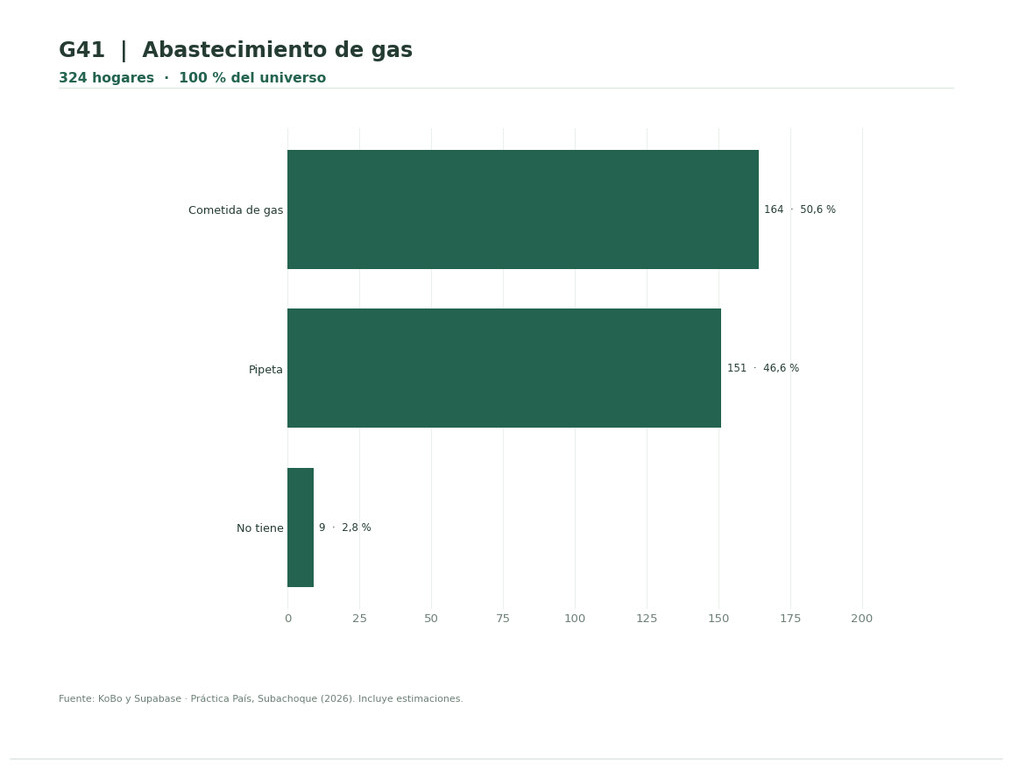 G41 | Abastecimiento de gas
324 hogares · 100 % del universo
Cometida de gas
164 · 50,6 %
Pipeta
151 · 46,6 %
No tiene
9 · 2,8 %
0 25 50 75 100 125 150 175 200
Fuente: KoBo y Supabase · Práctica País, Subachoque (2026). Incluye estimaciones.